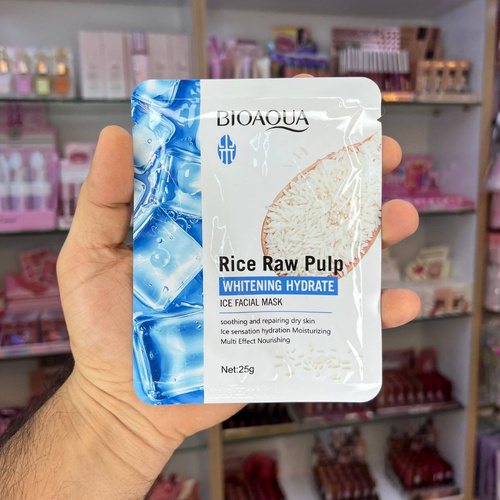 BIOAQUA
Rice Raw Pulp
WHITENING HYDRATE
ICE FACIAL MASK
soothing and repairing dry skin
Ice sensation hydration Moisturizing
Multi Effect Nourishing
Net:25g